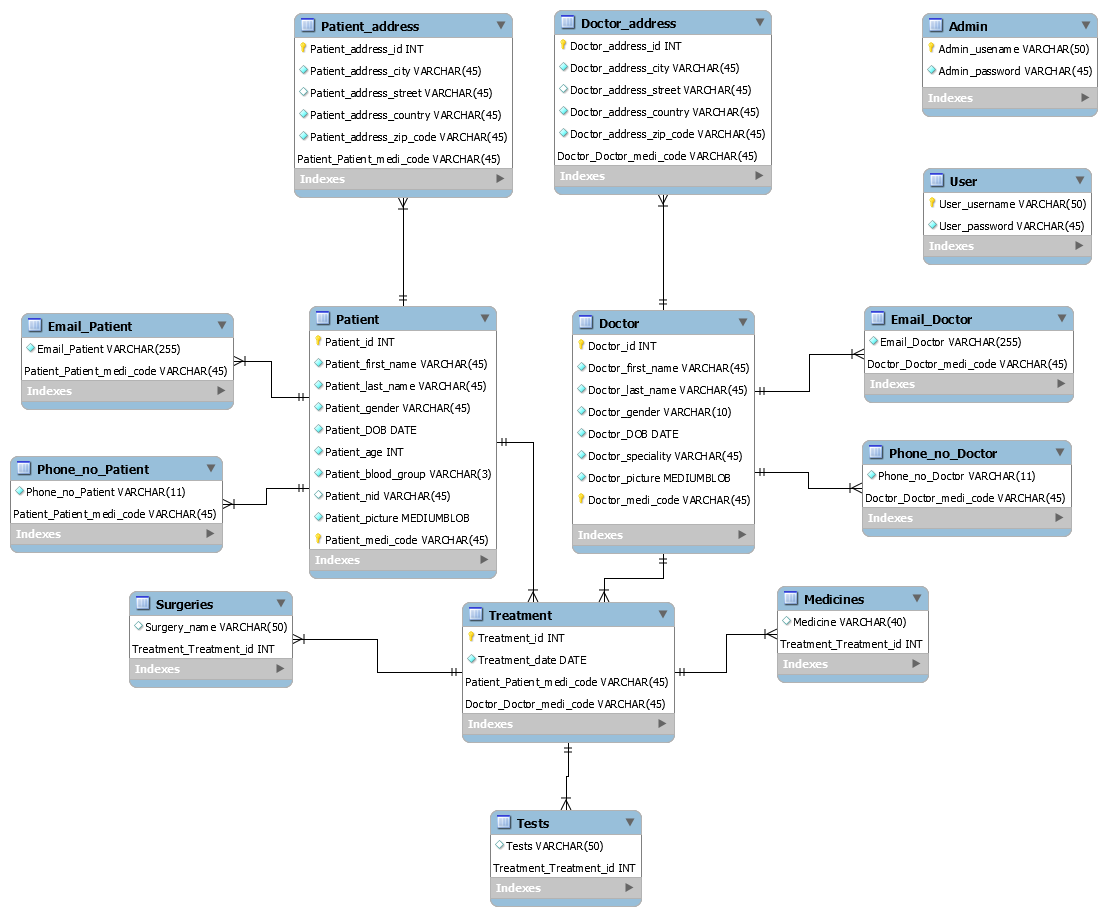 Patient_address
Patient_address_id INT
Patient_address_city VARCHAR(45)
Patient_address_street VARCHAR(45)
Patient_address_country VARCHAR(45)
Patient_address_zip_code VARCHAR(45)
Patient_Patient_medi_code VARCHAR(45)
Indexes
Doctor_address
Doctor_address_id INT
Doctor_address_city VARCHAR(45)
Doctor_address_street VARCHAR(45)
Doctor_address_country VARCHAR(45)
Doctor_address_zip_code VARCHAR(45)
Doctor_Doctor_medi_code VARCHAR(45)
Indexes
Admin
Admin_usename VARCHAR(50)
Admin_password VARCHAR(45)
Indexes
User
User_username VARCHAR(50)
User_password VARCHAR(45)
Indexes
Email_Patient
Email_Patient VARCHAR(255)
Patient_Patient_medi_code VARCHAR(45)
Indexes
Patient
Patient_id INT
Patient_first_name VARCHAR(45)
Patient_last_name VARCHAR(45)
Patient_gender VARCHAR(45)
Patient_DOB DATE
Patient_age INT
Patient_blood_group VARCHAR(3)
Patient_nid VARCHAR(45)
Patient_picture MEDIUMBLOB
Patient_medi_code VARCHAR(45)
Indexes
Doctor
Doctor_id INT
Doctor_first_name VARCHAR(45)
Doctor_last_name VARCHAR(45)
Doctor_gender VARCHAR(10)
Doctor_DOB DATE
Doctor_speciality VARCHAR(45)
Doctor_picture MEDIUMBLOB
Doctor_medi_code VARCHAR(45)
Indexes
Email_Doctor
Email_Doctor VARCHAR(255)
Doctor_Doctor_medi_code VARCHAR(45)
Indexes
Phone_no_Patient
Phone_no_Patient VARCHAR(11)
Patient_Patient_medi_code VARCHAR(45)
Indexes
Phone_no_Doctor
Phone_no_Doctor VARCHAR(11)
Doctor_Doctor_medi_code VARCHAR(45)
Indexes
Surgeries
Surgery_name VARCHAR(50)
Treatment_Treatment_id INT
Indexes
Treatment
Treatment_id INT
Treatment_date DATE
Patient_Patient_medi_code VARCHAR(45)
Doctor_Doctor_medi_code VARCHAR(45)
Indexes
Medicines
Medicine VARCHAR(40)
Treatment_Treatment_id INT
Indexes
Tests
Tests VARCHAR(50)
Treatment_Treatment_id INT
Indexes